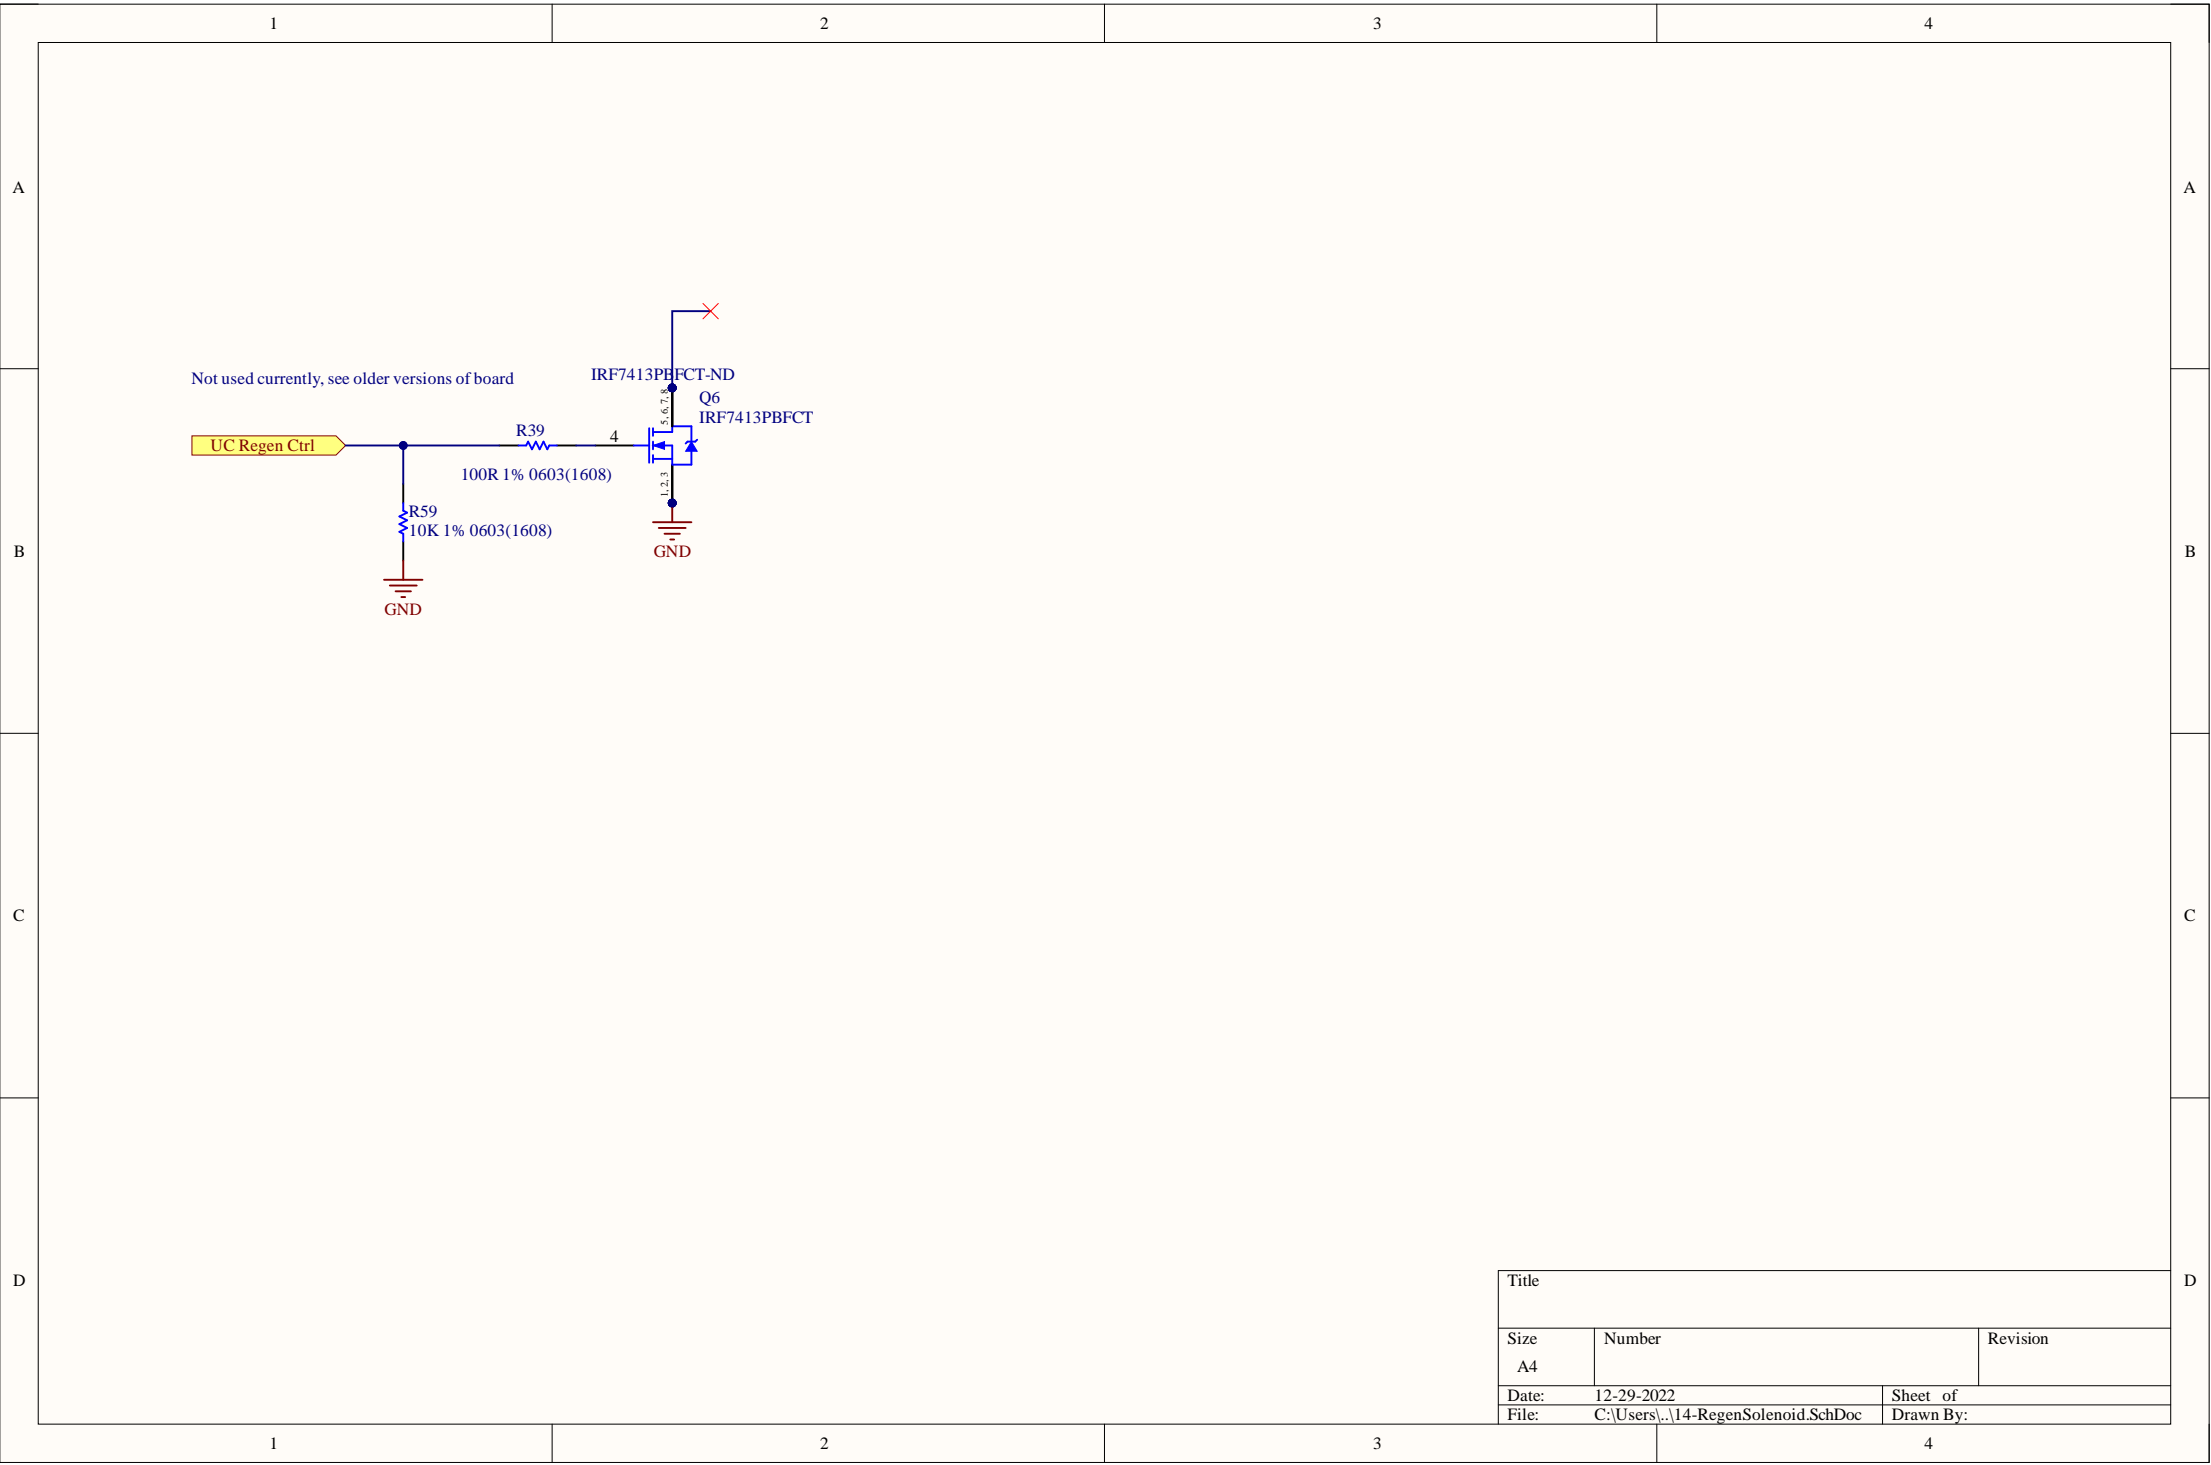 1 2 3 4
A A
IRF7413PBFCT-ND
Not used currently, see older versions of board
5, 6, 7, 8
Q6
IRF7413PBFCT
R39
4
UC Regen Ctrl
100R 1% 0603(1608)
1, 2, 3
R59
10K 1% 0603(1608)
B B
GND
GND
C C
D D
Title
Size Number Revision
A4
Date: 12-29-2022 Sheet of
File: C:\Users\..\14-RegenSolenoid.SchDoc Drawn By:
1 2 3 4